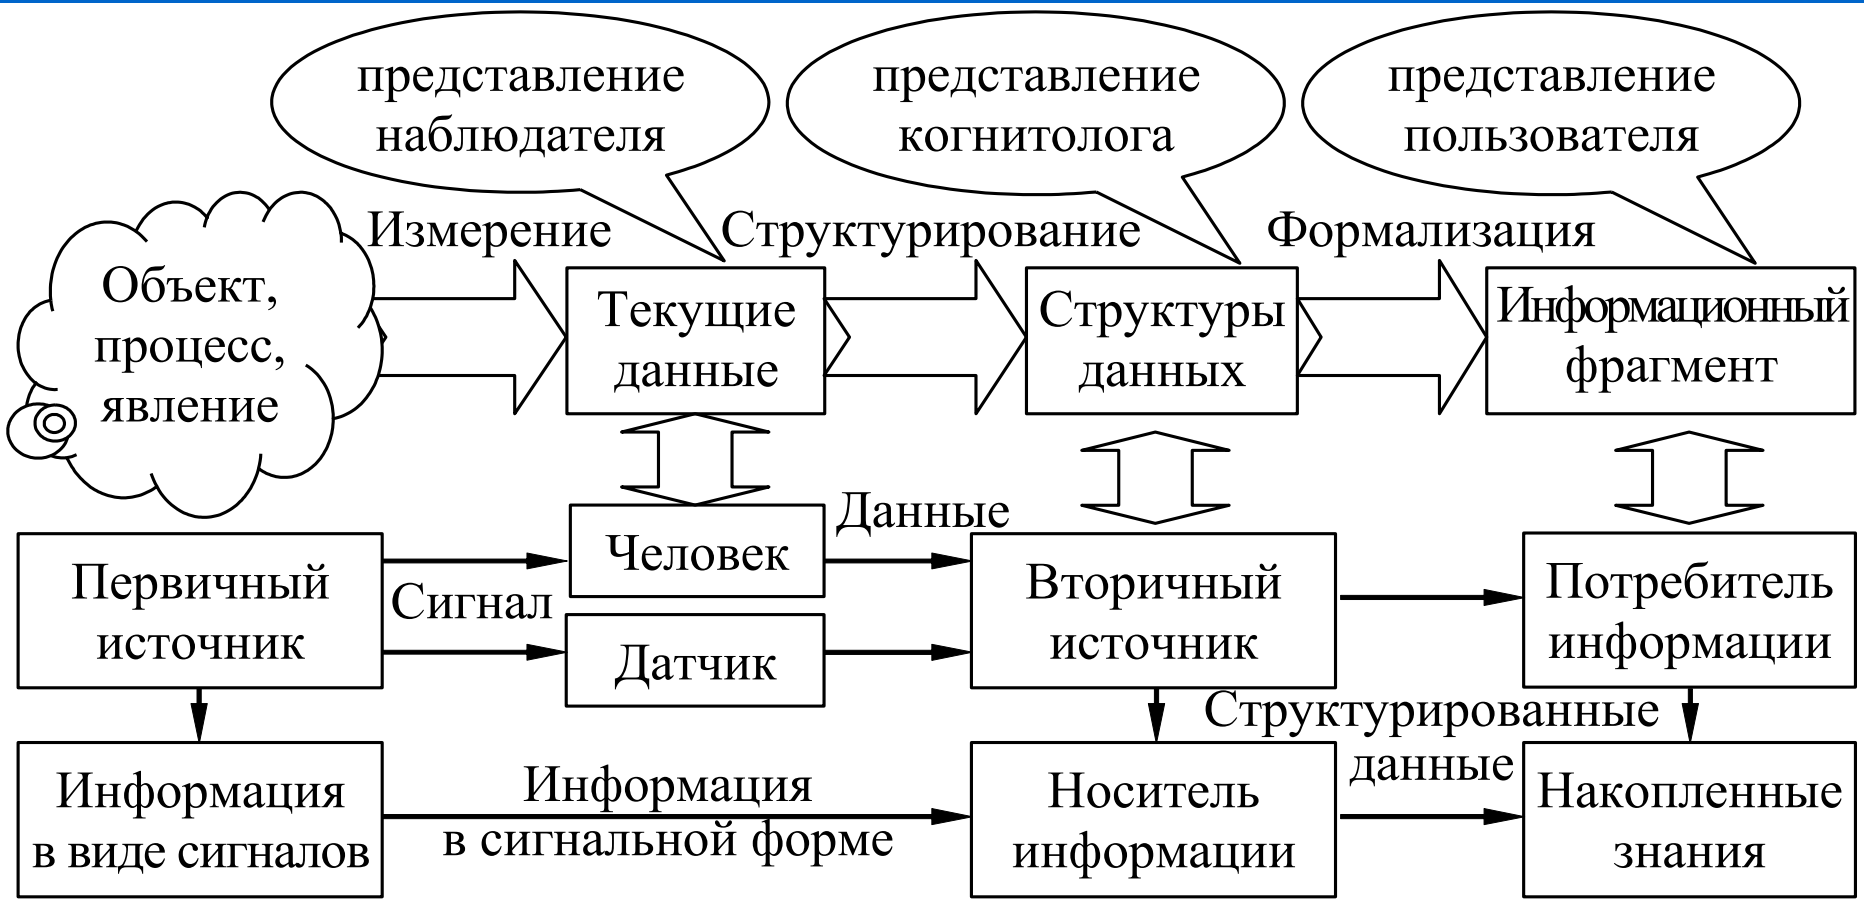 представление
наблюдателя
представление
когнитолога
представление
пользователя
Измерение
Структурирование
Формализация
Объект,
процесс,
явление
Текущие
данные
Структуры
данных
Информационный
фрагмент
Данные
Первичный
источник
Сигнал
Человек
Датчик
Вторичный
источник
Потребитель
информации
Структурированные
данные
Информация
в виде сигналов
Информация
в сигнальной форме
Носитель
информации
Накопленные
знания